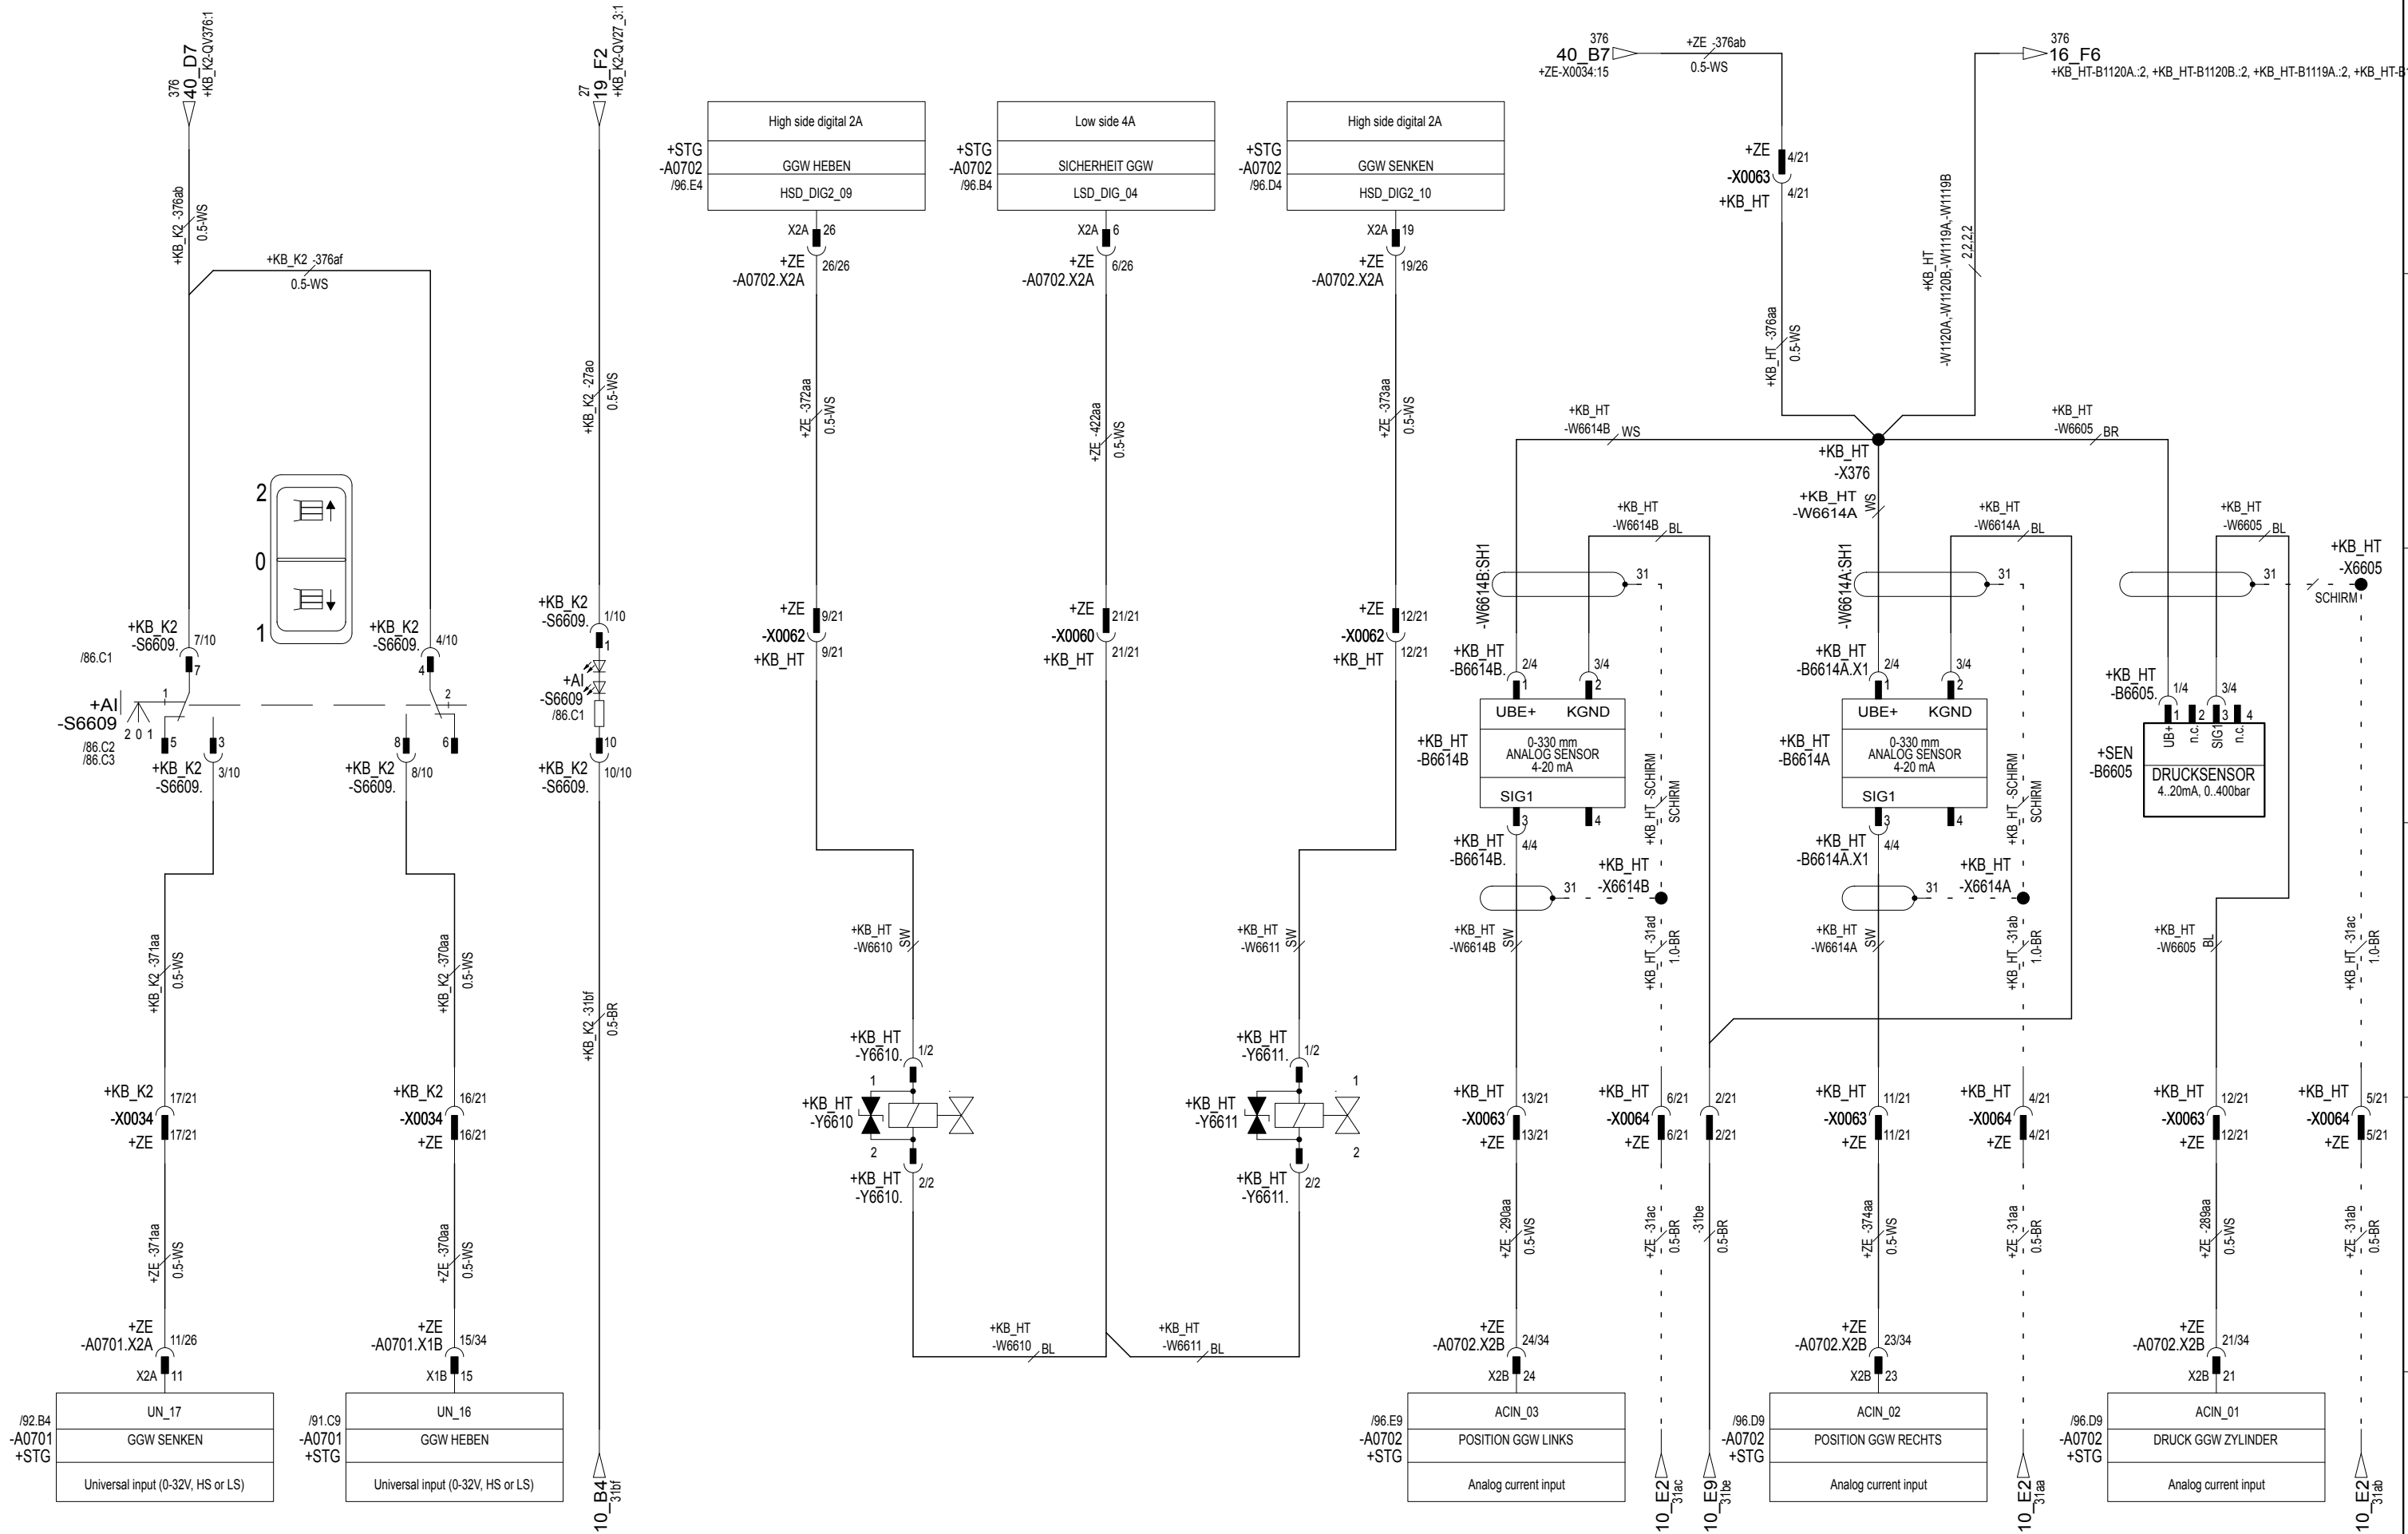 376
40_D7
+KB_K2-QV376:1
+KB_K2 -376ab
0.5-WS
+KB_K2 -376af
0.5-WS
2
0
1
+KB_K2
-S6609.
7/10
7
/86.C1
+KB_K2
-S6609.
4/10
4
+AI
-S6609
2 0 1
1
2
/86.C2
/86.C3
5
3
8
6
+KB_K2
-S6609.
3/10
+KB_K2
-S6609.
8/10
+KB_K2 -371aa
0.5-WS
+KB_K2 -370aa
0.5-WS
+KB_K2
17/21
-X0034
17/21
+ZE
+KB_K2
16/21
-X0034
16/21
+ZE
+ZE -371aa
0.5-WS
+ZE -370aa
0.5-WS
+ZE
-A0701.X2A
11/26
X2A
11
+ZE
-A0701.X1B
15/34
X1B
15
/92.B4
-A0701
+STG
UN_17
GGW SENKEN
Universal input (0-32V, HS or LS)
/91.C9
-A0701
+STG
UN_16
GGW HEBEN
Universal input (0-32V, HS or LS)
27
19_F2
+KB_K2-QV27_3:1
+KB_K2 -27ao
0.5-WS
+KB_K2
-S6609.
1/10
1
+AI
-S6609
/86.C1
10
+KB_K2
-S6609.
10/10
+KB_K2 -31bf
0.5-BR
10_B4
31bf
High side digital 2A
+STG
-A0702
/96.E4
GGW HEBEN
HSD_DIG2_09
X2A
26
+ZE
-A0702.X2A
26/26
+ZE -372aa
0.5-WS
+ZE
9/21
-X0062
+KB_HT
9/21
+KB_HT
-W6610
SW
+KB_HT
-Y6610.
1/2
1
+KB_HT
-Y6610
2
+KB_HT
-Y6610.
2/2
+KB_HT
-W6610
BL
Low side 4A
+STG
-A0702
/96.B4
SICHERHEIT GGW
LSD_DIG_04
X2A
6
+ZE
-A0702.X2A
6/26
+ZE -422aa
0.5-WS
+ZE
21/21
-X0060
+KB_HT
21/21
High side digital 2A
+STG
-A0702
/96.D4
GGW SENKEN
HSD_DIG2_10
X2A
19
+ZE
-A0702.X2A
19/26
+ZE -373aa
0.5-WS
+ZE
12/21
-X0062
+KB_HT
12/21
+KB_HT
-W6611
SW
+KB_HT
-Y6611.
1/2
1
+KB_HT
-Y6611
2
+KB_HT
-Y6611.
2/2
+KB_HT
-W6611
BL
376
40_B7
+ZE-X0034:15
+ZE -376ab
0.5-WS
376
16_F6
+KB_HT-B1120A.:2, +KB_HT-B1120B.:2, +KB_HT-B1119A.:2, +KB_HT-B1
+ZE
4/21
-X0063
4/21
+KB_HT
+KB_HT -376aa
0.5-WS
+KB_HT
-W1120A,-W1120B,-W1119A,-W1119B
2,2,2,2
+KB_HT
-W6614B
WS
+KB_HT
-W6605
BR
+KB_HT
-X376
+KB_HT
-W6614A
WS
+KB_HT
-W6614B
BL
+KB_HT
-W6614A
BL
+KB_HT
-W6605
BL
-W6614B:SH1
31
-W6614A:SH1
31
31
SCHIRM
+KB_HT
-X6605
+KB_HT
-B6614B.
2/4
1
3/4
2
UBE+
KGND
+KB_HT
-B6614B
0-330 mm
ANALOG SENSOR
4-20 mA
SIG1
3
4
+KB_HT
-B6614B.
4/4
+KB_HT -SCHIRM
SCHIRM
31
+KB_HT
-X6614B
+KB_HT
-W6614B
SW
+KB_HT -31ad
1.0-BR
+KB_HT
-B6614A.X1
2/4
1
3/4
2
UBE+
KGND
+KB_HT
-B6614A
0-330 mm
ANALOG SENSOR
4-20 mA
SIG1
3
4
+KB_HT
-B6614A.X1
4/4
+KB_HT -SCHIRM
SCHIRM
31
+KB_HT
-X6614A
+KB_HT
-W6614A
SW
+KB_HT -31ab
1.0-BR
+KB_HT
-B6605.
1/4
3/4
1
2
3
4
UB+
n.c.
SIG1
n.c.
+SEN
-B6605
DRUCKSENSOR
4..20mA, 0..400bar
+KB_HT
-W6605
BL
+KB_HT -31ac
1.0-BR
+KB_HT
13/21
-X0063
+ZE
13/21
+KB_HT
6/21
-X0064
+ZE
6/21
2/21
2/21
+KB_HT
11/21
-X0063
+ZE
11/21
+KB_HT
4/21
-X0064
+ZE
4/21
+KB_HT
12/21
-X0063
+ZE
12/21
+KB_HT
5/21
-X0064
+ZE
5/21
+ZE -290aa
0.5-WS
+ZE -31ac
0.5-BR
-31be
0.5-BR
+ZE -374aa
0.5-WS
+ZE -31aa
0.5-BR
+ZE -289aa
0.5-WS
+ZE -31ab
0.5-BR
+ZE
-A0702.X2B
24/34
X2B
24
+ZE
-A0702.X2B
23/34
X2B
23
+ZE
-A0702.X2B
21/34
X2B
21
/96.E9
-A0702
+STG
ACIN_03
POSITION GGW LINKS
Analog current input
10_E2
31ac
10_E9
31be
/96.D9
-A0702
+STG
ACIN_02
POSITION GGW RECHTS
Analog current input
10_E2
31aa
/96.D9
-A0702
+STG
ACIN_01
DRUCK GGW ZYLINDER
Analog current input
10_E2
31ab